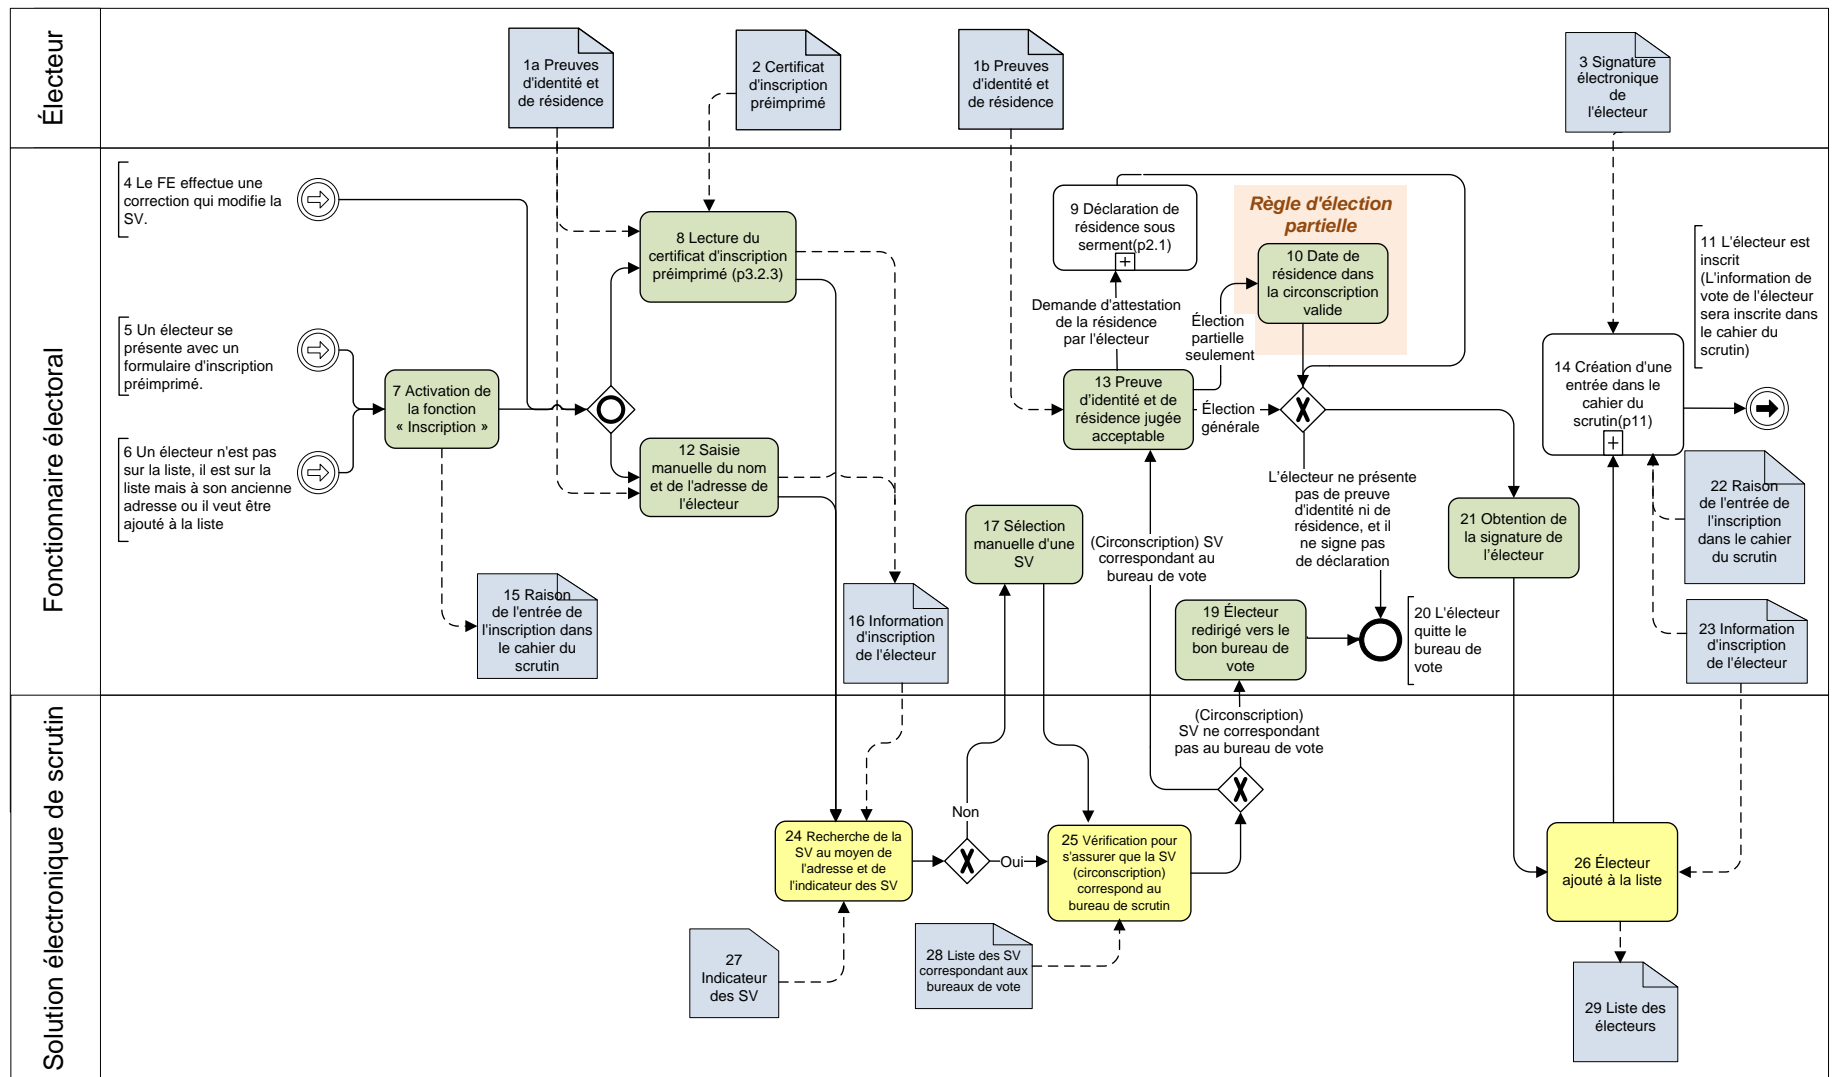 Électeur
1a Preuves
d'identité et
de résidence
2 Certificat
d'inscription
préimprimé
1b Preuves
d'identité et
de résidence
3 Signature
électronique
de
l'électeur
Fonctionnaire électoral
4 Le FE effectue une
correction qui modifie la
SV.
5 Un électeur se
présente avec un
formulaire d'inscription
préimprimé.
6 Un électeur n'est pas
sur la liste, il est sur la
liste mais à son ancienne
adresse ou il veut être
ajouté à la liste
7 Activation de
la fonction
« Inscription »
8 Lecture du
certificat d'inscription
préimprimé (p3.2.3)
12 Saisie
manuelle du nom
et de l'adresse de
l'électeur
15 Raison
de l'entrée de
l'inscription dans
le cahier du
scrutin
16 Information
d'inscription
de l'électeur
17 Sélection
manuelle d'une
SV
9 Déclaration de
résidence sous
serment(p2.1)
Demande d'attestation
de la résidence
par l'électeur
Règle d'élection
partielle
10 Date de
résidence dans
la circonscription
valide
Élection
partielle
seulement
13 Preuve
d'identité et de
résidence jugée
acceptable
Élection
générale
(Circonscription) SV
correspondant au
bureau de vote
L'électeur ne présente
pas de preuve
d'identité ni de
résidence, et il
ne signe pas
de déclaration
19 Électeur
redirigé vers le
bon bureau de
vote
20 L'électeur
quitte le
bureau de
vote
21 Obtention de
la signature de
l'électeur
11 L'électeur est
inscrit
(L'information de
vote de l'électeur
sera inscrite dans
le cahier du
scrutin)
14 Création d'une
entrée dans le
cahier du
scrutin(p11)
22 Raison
de l'entrée de
l'inscription
dans le cahier
du scrutin
23 Information
d'inscription
de l'électeur
Solution électronique de scrutin
(Circonscription)
SV ne correspondant
pas au bureau de vote
24 Recherche de la
SV au moyen de
l'adresse et de
l'indicateur des SV
Non
Oui
25 Vérification pour
s'assurer que la SV
(circonscription)
correspond au
bureau de scrutin
26 Électeur
ajouté à la liste
27
Indicateur
des SV
28 Liste des SV
correspondant aux
bureaux de vote
29 Liste des
électeurs